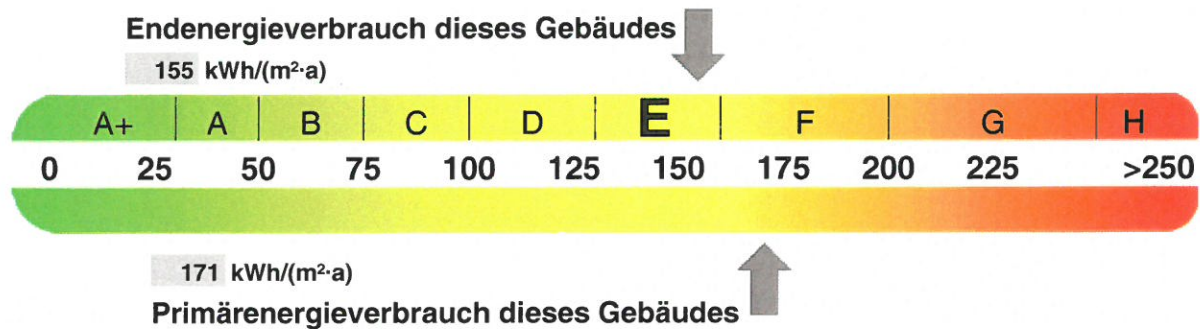 Endenergieverbrauch dieses Gebäudes
155 kWh/(m²·a)
A+ A B C D E F G H
0 25 50 75 100 125 150 175 200 225 >250
171 kWh/(m²·a)
Primärenergieverbrauch dieses Gebäudes